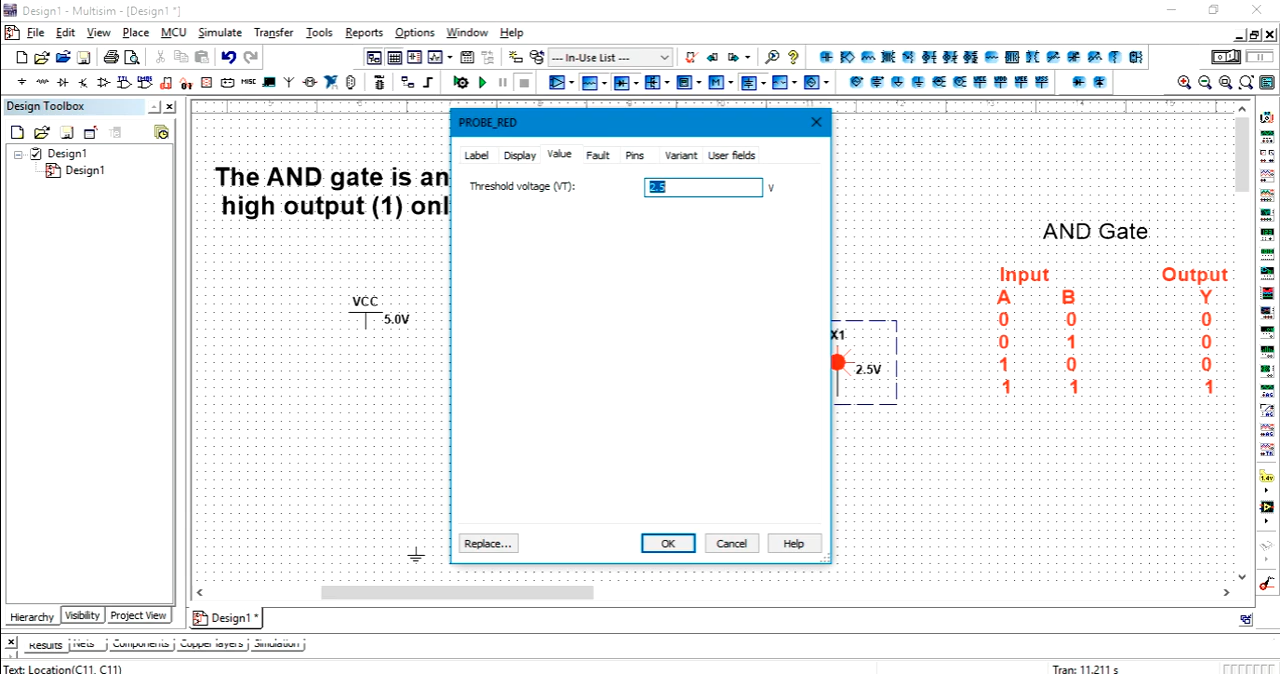 Design1 - Multisim - [Design1 *]
File Edit View Place MCU Simulate Transfer Tools Reports Options Window Help
--- In-Use List ---
MISC
Design Toolbox
Design1
Design1
The AND gate is an
high output (1) onl
VCC
5.0V
PROBE_RED
Label Display Value Fault Pins Variant User fields
Threshold voltage (VT): 2.5 V
Replace... OK Cancel Help
X1
2.5V
AND Gate
Input Output
A B Y
0 0 0
0 1 0
1 0 0
1 1 1
Hierarchy Visibility Project View
Design1 *
Results Nets Components Copper layers Simulation
Text: Location(C11, C11)
Tran: 11.211 s